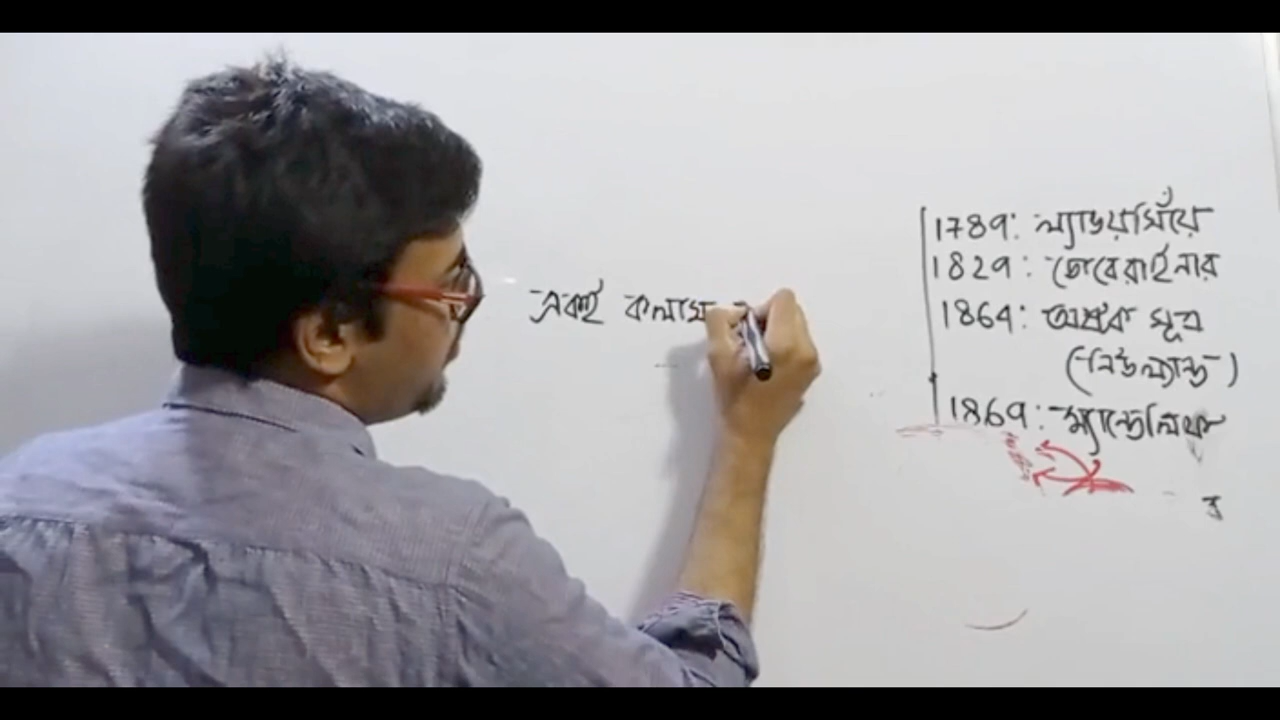 একই কলামে
1789: ল্যাভয়সিঁয়ে
1829: ডোবেরাইনার
1864: অষ্টক সূত্র
(নিউল্যান্ড)
1869: ম্যান্ডেলিফ